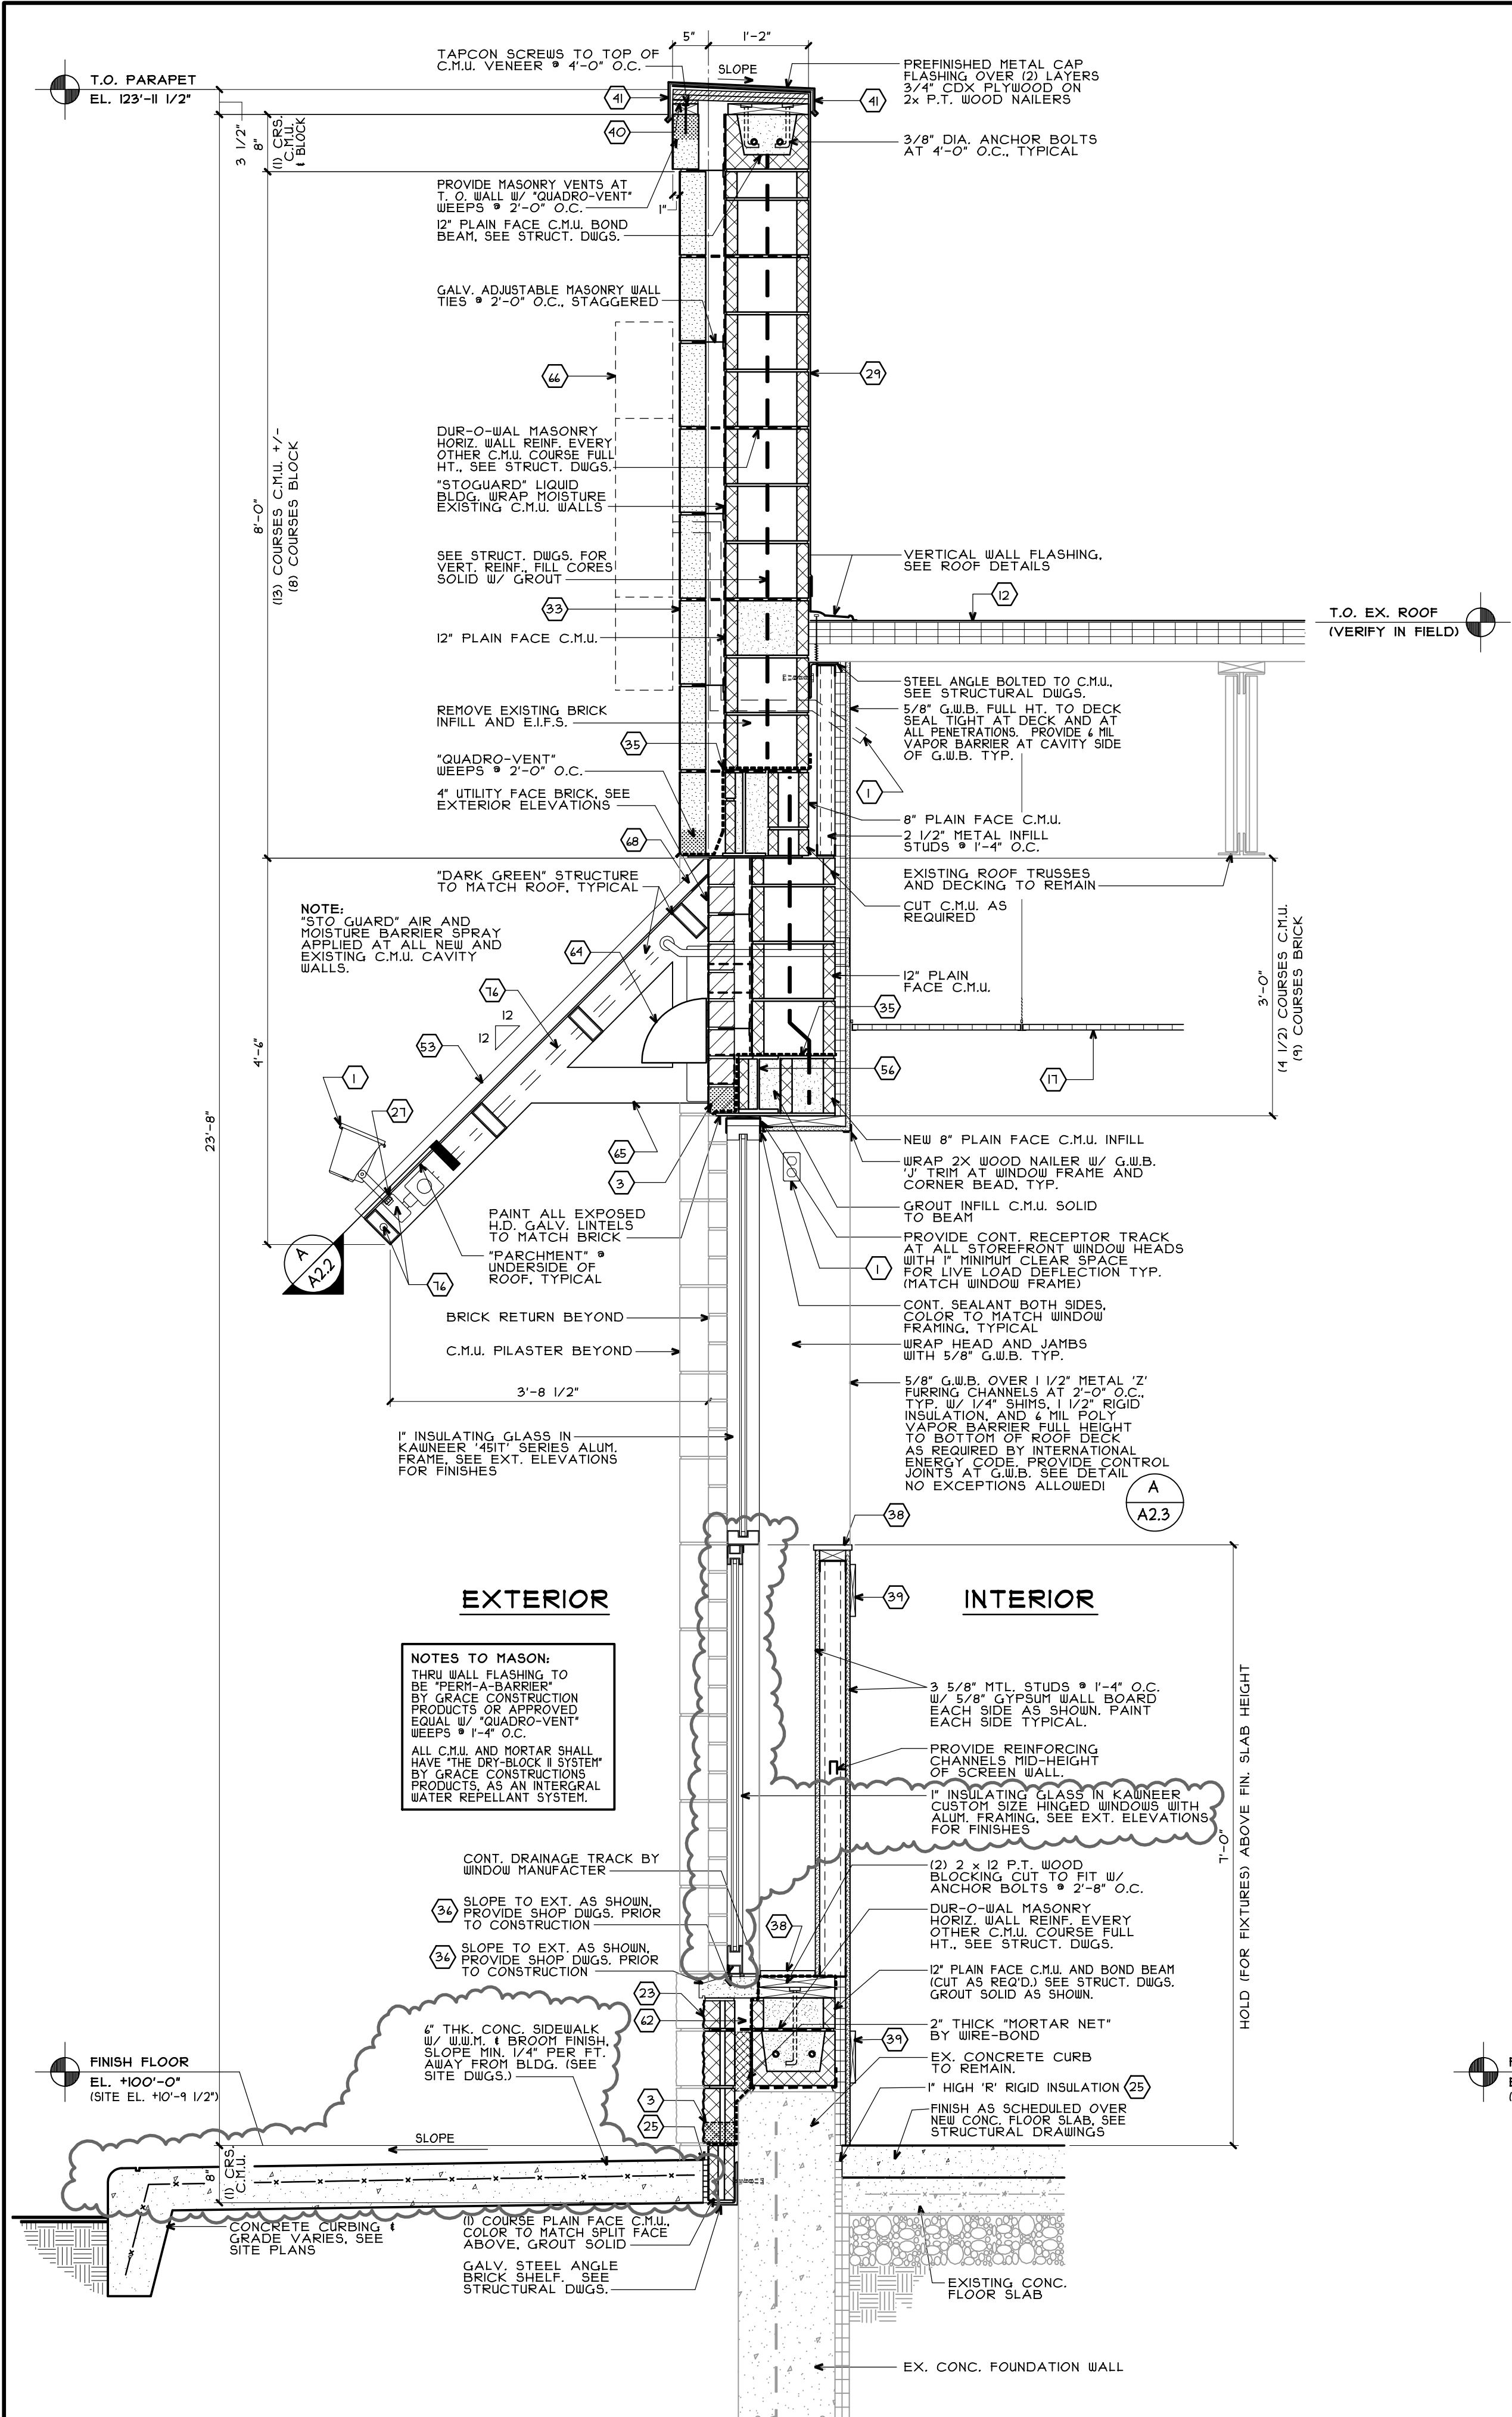 5"
1'-2"
TAPCON SCREWS TO TOP OF
C.M.U. VENEER @ 4'-0" O.C.
SLOPE
PREFINISHED METAL CAP
FLASHING OVER (2) LAYERS
3/4" CDX PLYWOOD ON
2x P.T. WOOD NAILERS
T.O. PARAPET
EL. 123'-11 1/2"
41
41
40
3/8" DIA. ANCHOR BOLTS
AT 4'-0" O.C., TYPICAL
3 1/2"
8"
(1) CRS.
C.M.U.
& BLOCK
PROVIDE MASONRY VENTS AT
T. O. WALL W/ "QUADRO-VENT"
WEEPS @ 2'-0" O.C.
1"
12" PLAIN FACE C.M.U. BOND
BEAM, SEE STRUCT. DWGS.
GALV. ADJUSTABLE MASONRY WALL
TIES @ 2'-0" O.C., STAGGERED
66
29
DUR-O-WAL MASONRY
HORIZ. WALL REINF. EVERY
OTHER C.M.U. COURSE FULL
HT., SEE STRUCT. DWGS.
"STOGUARD" LIQUID
BLDG. WRAP MOISTURE
EXISTING C.M.U. WALLS
8'-0"
(13) COURSES C.M.U. +/-
(8) COURSES BLOCK
SEE STRUCT. DWGS. FOR
VERT. REINF., FILL CORES
SOLID W/ GROUT
VERTICAL WALL FLASHING,
SEE ROOF DETAILS
33
12
T.O. EX. ROOF
(VERIFY IN FIELD)
12" PLAIN FACE C.M.U.
STEEL ANGLE BOLTED TO C.M.U.,
SEE STRUCTURAL DWGS.
5/8" G.W.B. FULL HT. TO DECK
SEAL TIGHT AT DECK AND AT
ALL PENETRATIONS. PROVIDE 6 MIL
VAPOR BARRIER AT CAVITY SIDE
OF G.W.B. TYP.
REMOVE EXISTING BRICK
INFILL AND E.I.F.S.
35
"QUADRO-VENT"
WEEPS @ 2'-0" O.C.
1
4" UTILITY FACE BRICK, SEE
EXTERIOR ELEVATIONS
8" PLAIN FACE C.M.U.
2 1/2" METAL INFILL
STUDS @ 1'-4" O.C.
68
"DARK GREEN" STRUCTURE
TO MATCH ROOF, TYPICAL
EXISTING ROOF TRUSSES
AND DECKING TO REMAIN
CUT C.M.U. AS
REQUIRED
NOTE:
"STO GUARD" AIR AND
MOISTURE BARRIER SPRAY
APPLIED AT ALL NEW AND
EXISTING C.M.U. CAVITY
WALLS.
64
12" PLAIN
FACE C.M.U.
76
12
12
35
3'-0"
(4 1/2) COURSES C.M.U.
(9) COURSES BRICK
53
4'-6"
56
17
1
27
23'-8"
NEW 8" PLAIN FACE C.M.U. INFILL
65
WRAP 2X WOOD NAILER W/ G.W.B.
'J' TRIM AT WINDOW FRAME AND
CORNER BEAD, TYP.
3
GROUT INFILL C.M.U. SOLID
TO BEAM
PAINT ALL EXPOSED
H.D. GALV. LINTELS
TO MATCH BRICK
PROVIDE CONT. RECEPTOR TRACK
AT ALL STOREFRONT WINDOW HEADS
WITH 1" MINIMUM CLEAR SPACE
FOR LIVE LOAD DEFLECTION TYP.
(MATCH WINDOW FRAME)
1
"PARCHMENT" @
UNDERSIDE OF
ROOF, TYPICAL
A
A2.2
76
CONT. SEALANT BOTH SIDES,
COLOR TO MATCH WINDOW
FRAMING, TYPICAL
BRICK RETURN BEYOND
WRAP HEAD AND JAMBS
WITH 5/8" G.W.B. TYP.
C.M.U. PILASTER BEYOND
3'-8 1/2"
5/8" G.W.B. OVER 1 1/2" METAL 'Z'
FURRING CHANNELS AT 2'-0" O.C.,
TYP. W/ 1/4" SHIMS, 1 1/2" RIGID
INSULATION, AND 6 MIL POLY
VAPOR BARRIER FULL HEIGHT
TO BOTTOM OF ROOF DECK
AS REQUIRED BY INTERNATIONAL
ENERGY CODE. PROVIDE CONTROL
JOINTS AT G.W.B. SEE DETAIL
NO EXCEPTIONS ALLOWED!
A
A2.3
1" INSULATING GLASS IN
KAWNEER '451T' SERIES ALUM.
FRAME, SEE EXT. ELEVATIONS
FOR FINISHES
38
EXTERIOR
39
INTERIOR
NOTES TO MASON:
THRU WALL FLASHING TO
BE "PERM-A-BARRIER"
BY GRACE CONSTRUCTION
PRODUCTS OR APPROVED
EQUAL W/ "QUADRO-VENT"
WEEPS @ 1'-4" O.C.
ALL C.M.U. AND MORTAR SHALL
HAVE "THE DRY-BLOCK II SYSTEM"
BY GRACE CONSTRUCTIONS
PRODUCTS, AS AN INTERGRAL
WATER REPELLANT SYSTEM.
3 5/8" MTL. STUDS @ 1'-4" O.C.
W/ 5/8" GYPSUM WALL BOARD
EACH SIDE AS SHOWN. PAINT
EACH SIDE TYPICAL.
PROVIDE REINFORCING
CHANNELS MID-HEIGHT
OF SCREEN WALL.
1" INSULATING GLASS IN KAWNEER
CUSTOM SIZE HINGED WINDOWS WITH
ALUM. FRAMING, SEE EXT. ELEVATIONS
FOR FINISHES
7'-0"
HOLD (FOR FIXTURES) ABOVE FIN. SLAB HEIGHT
CONT. DRAINAGE TRACK BY
WINDOW MANUFACTER
(2) 2 x 12 P.T. WOOD
BLOCKING CUT TO FIT W/
ANCHOR BOLTS @ 2'-8" O.C.
36
SLOPE TO EXT. AS SHOWN,
PROVIDE SHOP DWGS. PRIOR
TO CONSTRUCTION
38
DUR-O-WAL MASONRY
HORIZ. WALL REINF. EVERY
OTHER C.M.U. COURSE FULL
HT., SEE STRUCT. DWGS.
36
SLOPE TO EXT. AS SHOWN,
PROVIDE SHOP DWGS. PRIOR
TO CONSTRUCTION
12" PLAIN FACE C.M.U. AND BOND BEAM
(CUT AS REQ'D.) SEE STRUCT. DWGS.
GROUT SOLID AS SHOWN.
23
62
6" THK. CONC. SIDEWALK
W/ W.W.M. & BROOM FINISH,
SLOPE MIN. 1/4" PER FT.
AWAY FROM BLDG. (SEE
SITE DWGS.)
39
2" THICK "MORTAR NET"
BY WIRE-BOND
FINISH FLOOR
EL. +100'-0"
(SITE EL. +10'-9 1/2")
EX. CONCRETE CURB
TO REMAIN.
1" HIGH 'R' RIGID INSULATION
25
3
25
FINISH AS SCHEDULED OVER
NEW CONC. FLOOR SLAB, SEE
STRUCTURAL DRAWINGS
SLOPE
8"
(1) CRS.
C.M.U.
CONCRETE CURBING &
GRADE VARIES, SEE
SITE PLANS
(1) COURSE PLAIN FACE C.M.U.,
COLOR TO MATCH SPLIT FACE
ABOVE, GROUT SOLID
GALV. STEEL ANGLE
BRICK SHELF. SEE
STRUCTURAL DWGS.
EXISTING CONC.
FLOOR SLAB
EX. CONC. FOUNDATION WALL